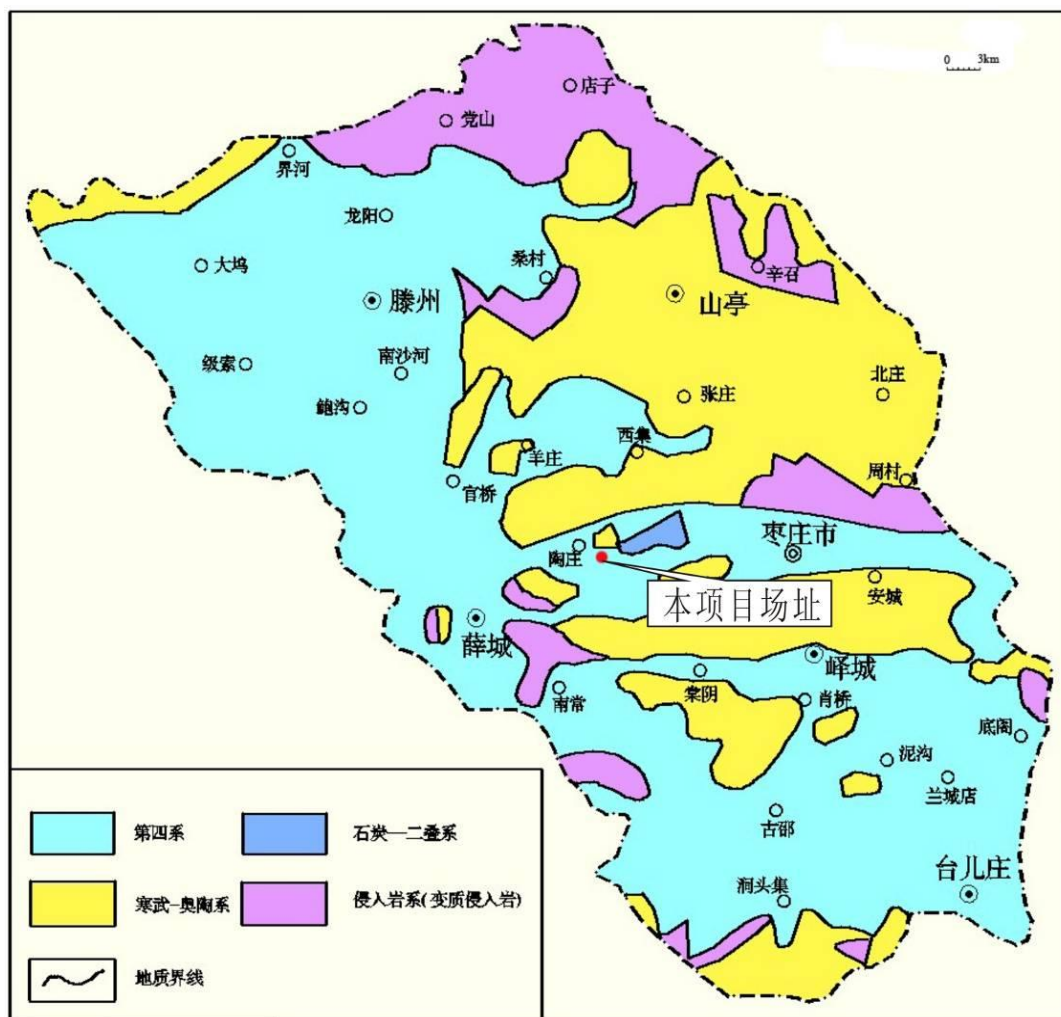 0 3km
店子
党山
界河
龙阳
大坞
桑村
辛召
滕州
山亭
南沙河
级索
北庄
张庄
鲍沟
西集
羊庄
周村
官桥
枣庄市
陶庄
安城
本项目场址
薛城
峄城
棠阴
南常
肖桥
底阁
泥沟
兰城店
古邵
台儿庄
涧头集
第四系
石炭—二叠系
寒武-奥陶系
侵入岩系(变质侵入岩)
地质界线